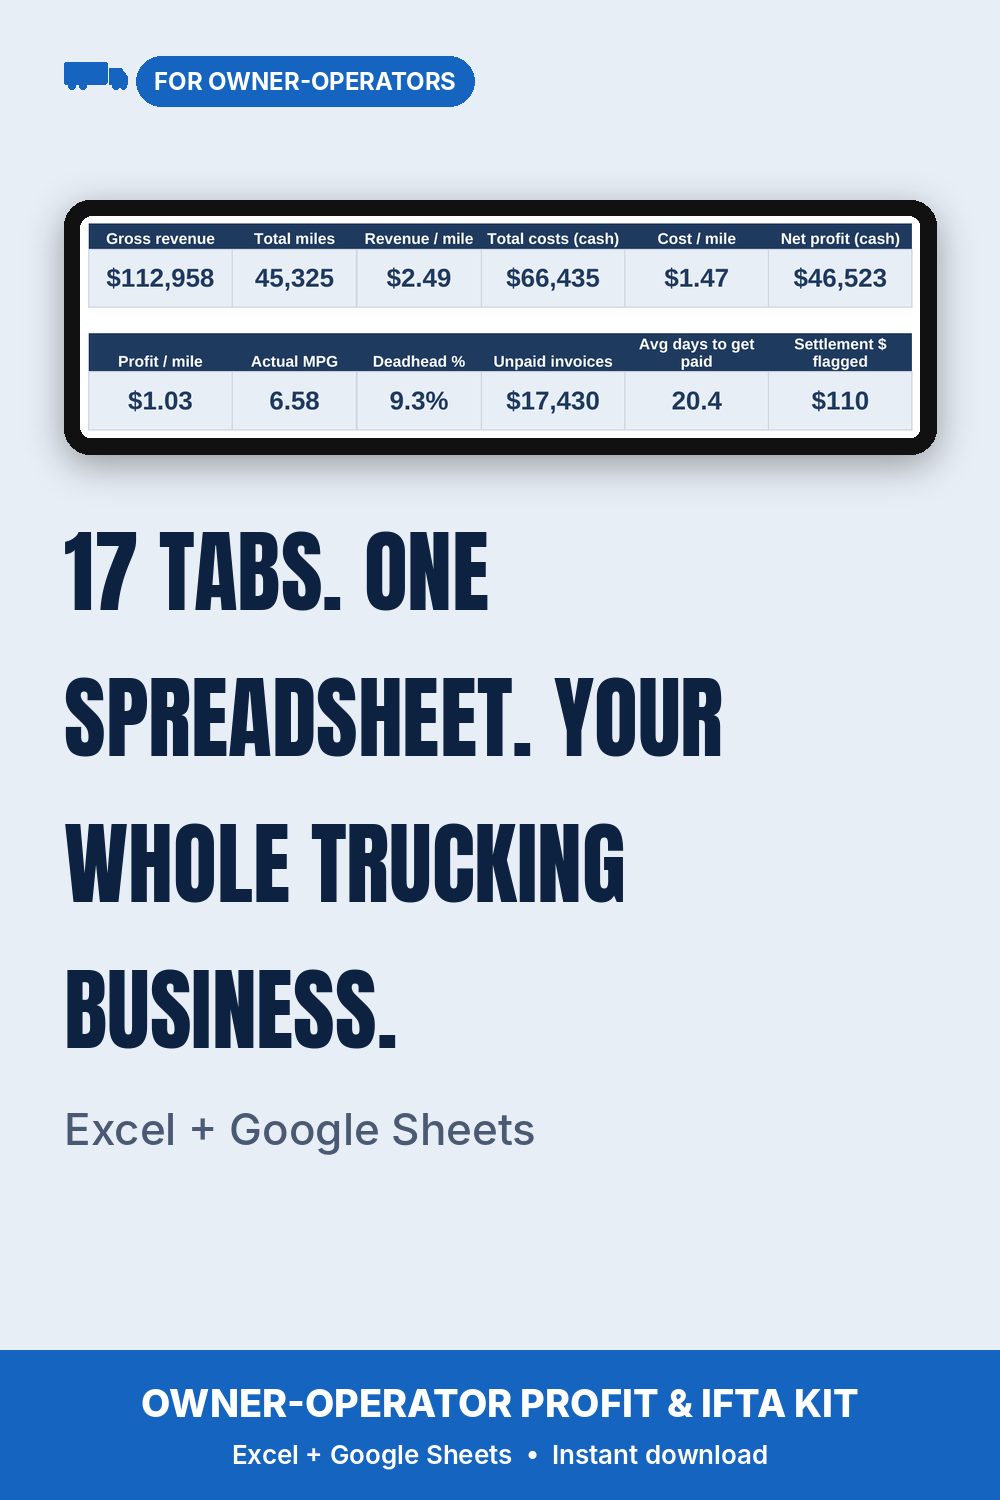 FOR OWNER-OPERATORS
Gross revenue Total miles Revenue / mile Total costs (cash) Cost / mile Net profit (cash)
$112,958 45,325 $2.49 $66,435 $1.47 $46,523
Profit / mile Actual MPG Deadhead % Unpaid invoices Avg days to get paid Settlement $ flagged
$1.03 6.58 9.3% $17,430 20.4 $110
17 TABS. ONE
SPREADSHEET. YOUR
WHOLE TRUCKING
BUSINESS.
Excel + Google Sheets
OWNER-OPERATOR PROFIT & IFTA KIT
Excel + Google Sheets • Instant download